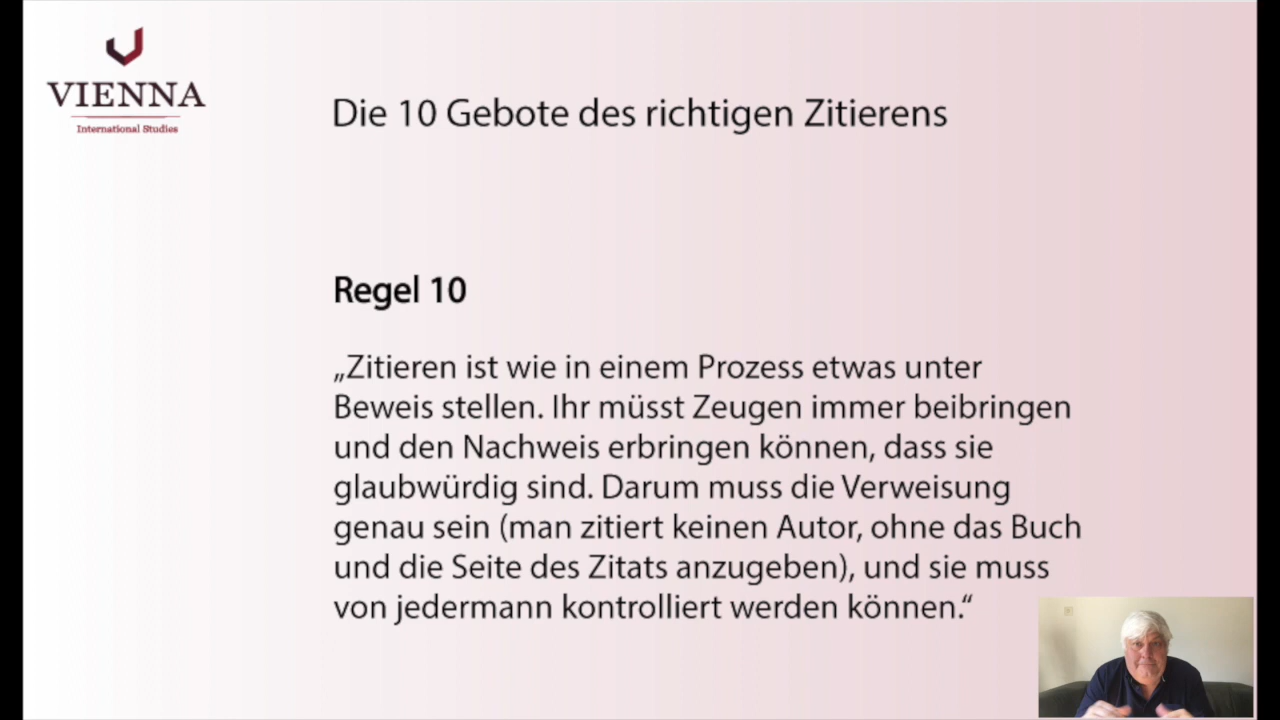 VIENNA
International Studies
Die 10 Gebote des richtigen Zitierens
Regel 10
„Zitieren ist wie in einem Prozess etwas unter
Beweis stellen. Ihr müsst Zeugen immer beibringen
und den Nachweis erbringen können, dass sie
glaubwürdig sind. Darum muss die Verweisung
genau sein (man zitiert keinen Autor, ohne das Buch
und die Seite des Zitats anzugeben), und sie muss
von jedermann kontrolliert werden können.“